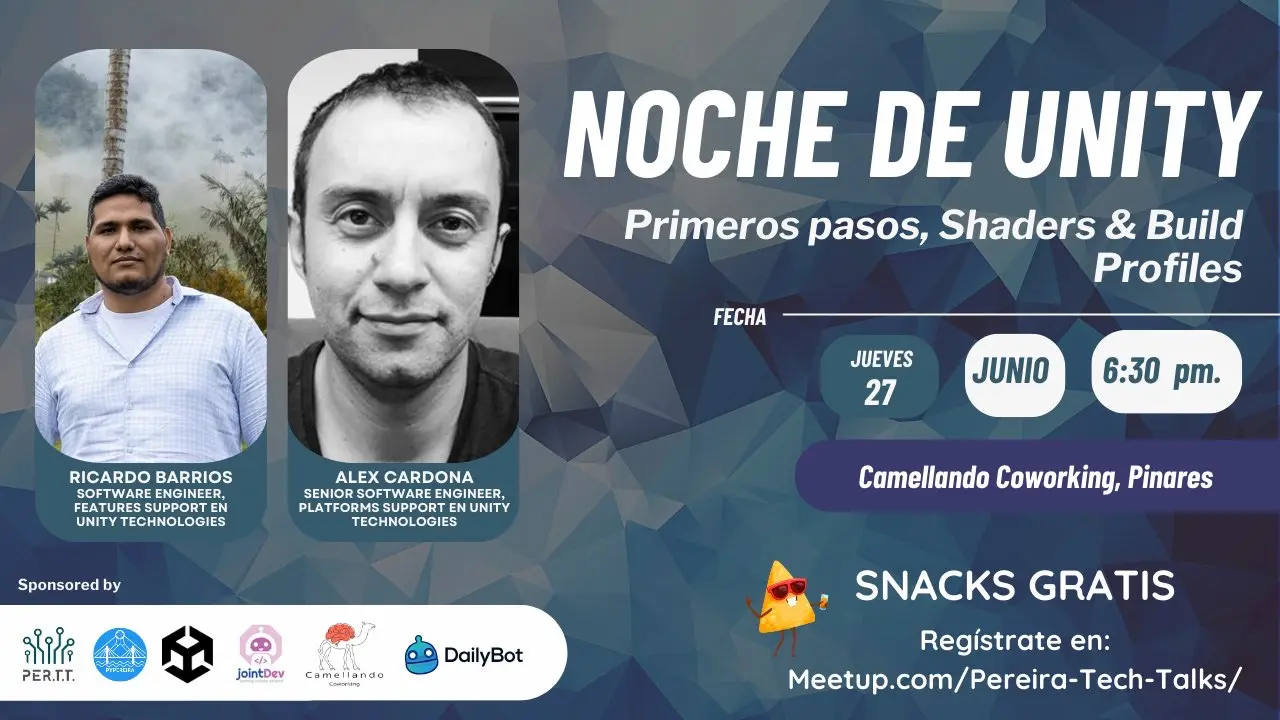 NOCHE DE UNITY
Primeros pasos, Shaders & Build
Profiles
FECHA
JUEVES
27
JUNIO
6:30 pm.
Camellando Coworking, Pinares
RICARDO BARRIOS
SOFTWARE ENGINEER,
FEATURES SUPPORT EN
UNITY TECHNOLOGIES
ALEX CARDONA
SENIOR SOFTWARE ENGINEER,
PLATFORMS SUPPORT EN UNITY
TECHNOLOGIES
Sponsored by
PER.T.T.
PYPEREIRA
</>
jointDev
Camellando
Coworking
DailyBot
SNACKS GRATIS
Regístrate en:
Meetup.com/Pereira-Tech-Talks/